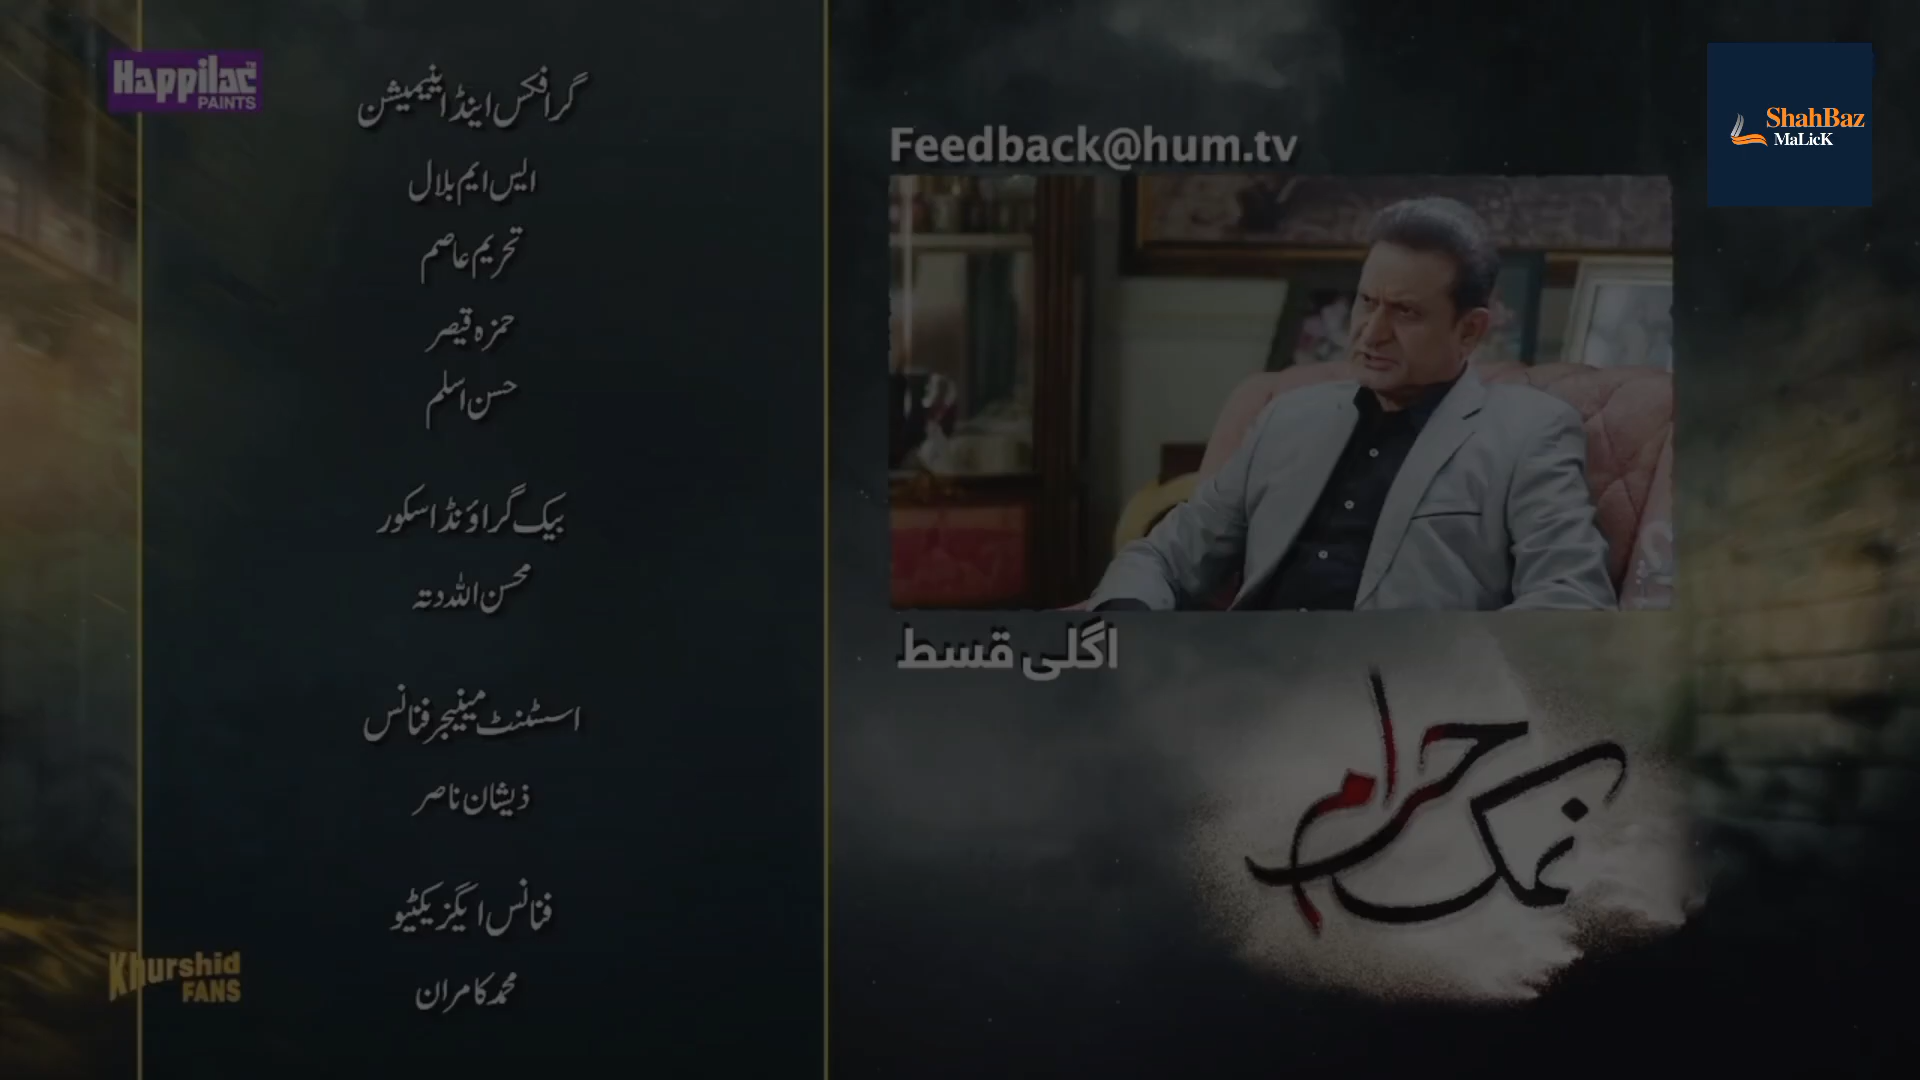 Happilac
PAINTS
گرافکس اینڈ اینیمیشن
ایس ایم بلال
تحریم عاصم
حمزہ قیصر
حسن اسلم
بیک گراؤنڈ اسکور
محسن اللہ دتہ
اسسٹنٹ مینیجر فنانس
ذیشان ناصر
فنانس ایگزیکٹیو
محمد کامران
Khurshid
FANS
Feedback@hum.tv
اگلی قسط
نمک حرام
ShahBaz
MaLicK